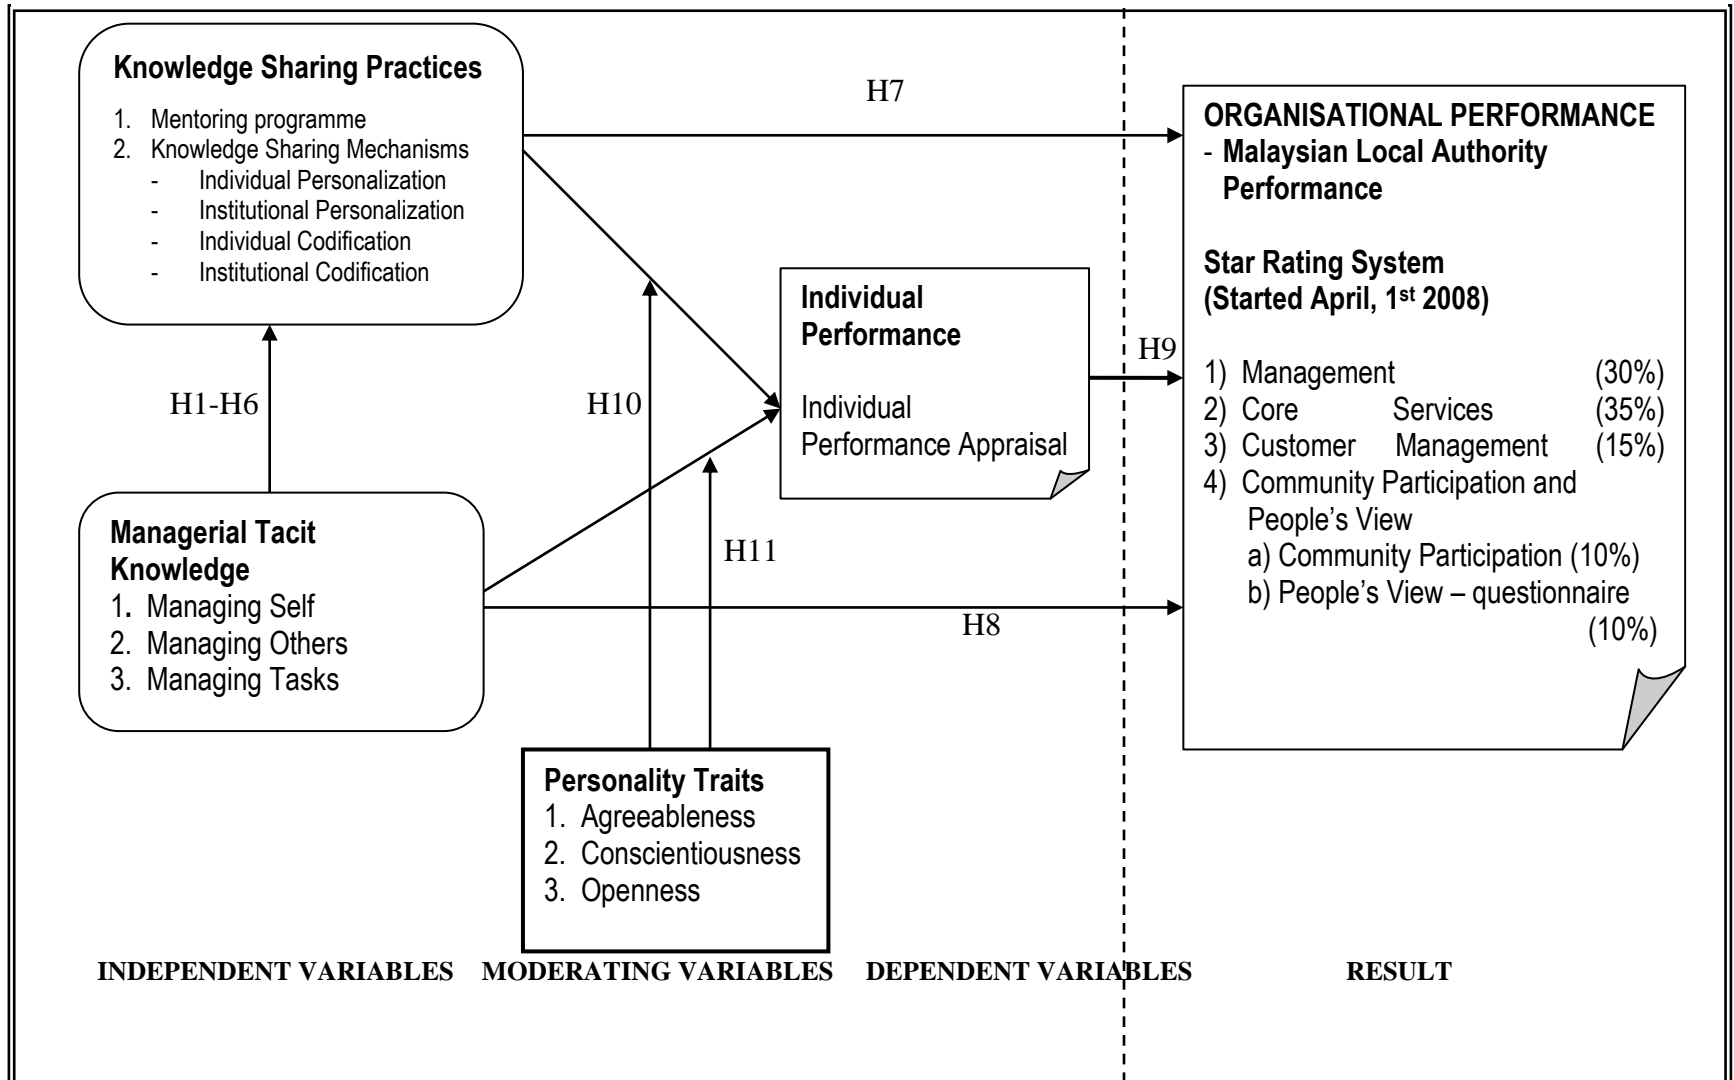 Knowledge Sharing Practices
1. Mentoring programme
2. Knowledge Sharing Mechanisms
- Individual Personalization
- Institutional Personalization
- Individual Codification
- Institutional Codification
H7
ORGANISATIONAL PERFORMANCE
- Malaysian Local Authority
Performance
Star Rating System
(Started April, 1st 2008)
1) Management (30%)
2) Core Services (35%)
3) Customer Management (15%)
4) Community Participation and
People’s View
a) Community Participation (10%)
b) People’s View – questionnaire
(10%)
Individual
Performance
Individual
Performance Appraisal
H9
H1-H6
H10
H11
H8
Managerial Tacit
Knowledge
1. Managing Self
2. Managing Others
3. Managing Tasks
Personality Traits
1. Agreeableness
2. Conscientiousness
3. Openness
INDEPENDENT VARIABLES
MODERATING VARIABLES
DEPENDENT VARIABLES
RESULT